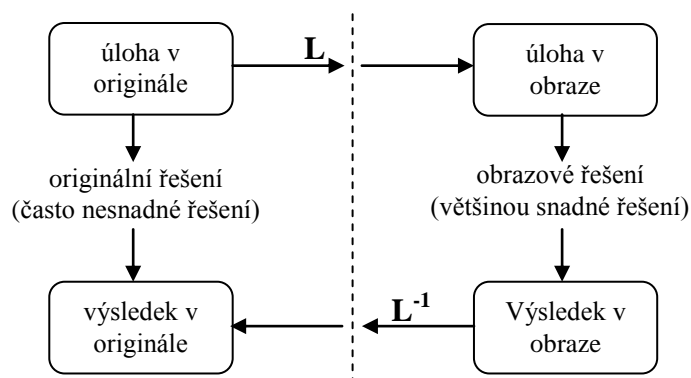 úloha v
originále
L
úloha v
obraze
originální řešení
(často nesnadné řešení)
obrazové řešení
(většinou snadné řešení)
výsledek v
originále
L-1
Výsledek v
obraze